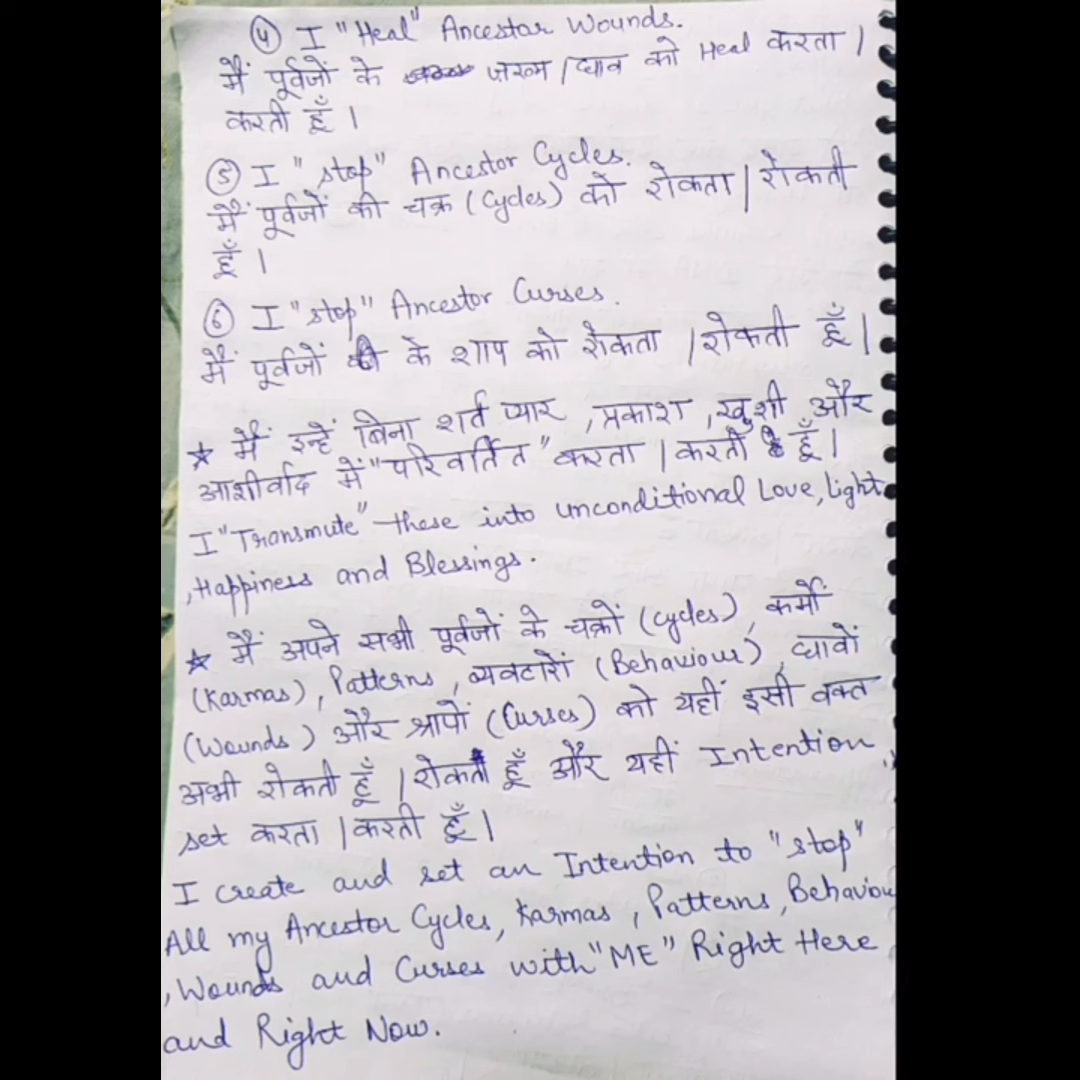 ④ I "Heal" Ancestor Wounds.
मैं पूर्वजों के जख्म / घाव को Heal करता /
करती हूँ ।
⑤ I "stop" Ancestor Cycles.
मैं पूर्वजों की चक्र (Cycles) को रोकता / रोकती
हूँ ।
⑥ I "stop" Ancestor Curses.
मैं पूर्वजों के शाप को रोकता / रोकती हूँ ।
★ मैं इन्हें बिना शर्त प्यार , प्रकाश , खुशी और
आशीर्वाद में "परिवर्तित" करता / करती हूँ ।
I "Transmute" these into unconditional Love, Light
, Happiness and Blessings.
★ मैं अपने सभी पूर्वजों के चक्रों (Cycles), कर्मों
(Karmas), Patterns , व्यवहारों (Behaviour), घावों
(Wounds) और श्रापों (Curses) को यहीं इसी वक्त
अभी रोकती हूँ / रोकता हूँ और यही Intention
set करता / करती हूँ ।
I create and set an Intention to "stop"
All my Ancestor Cycles, Karmas , Patterns , Behaviou
, Wounds and Curses with "ME" Right Here
and Right Now.